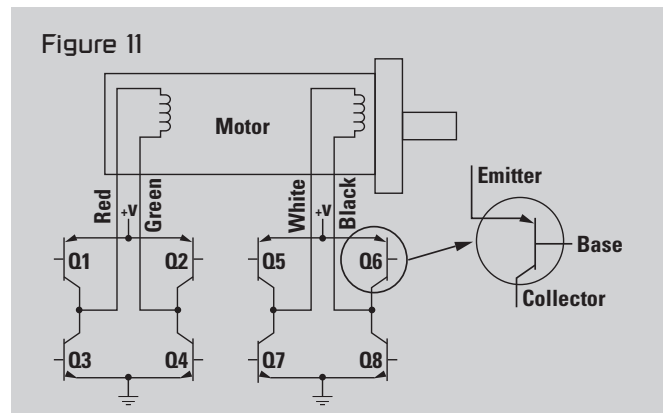 Figure 11
Motor
Red
Green
White
Black
+V
+V
Emitter
Base
Collector
Q1
Q2
Q5
Q6
Q3
Q4
Q7
Q8